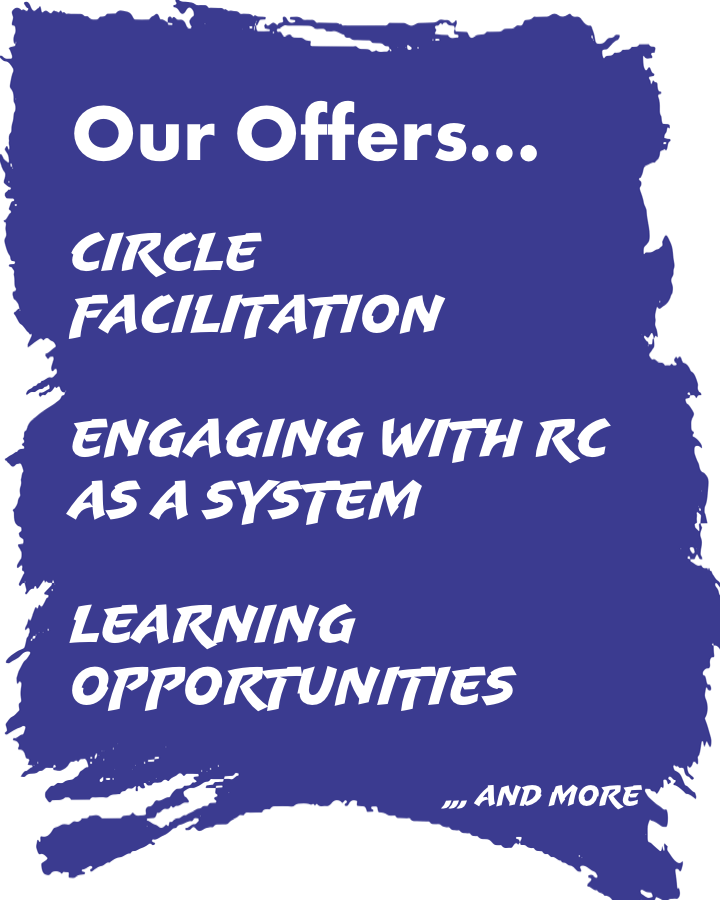 Our Offers...
CIRCLE
FACILITATION
ENGAGING WITH RC
AS A SYSTEM
LEARNING
OPPORTUNITIES
,,, AND MORE